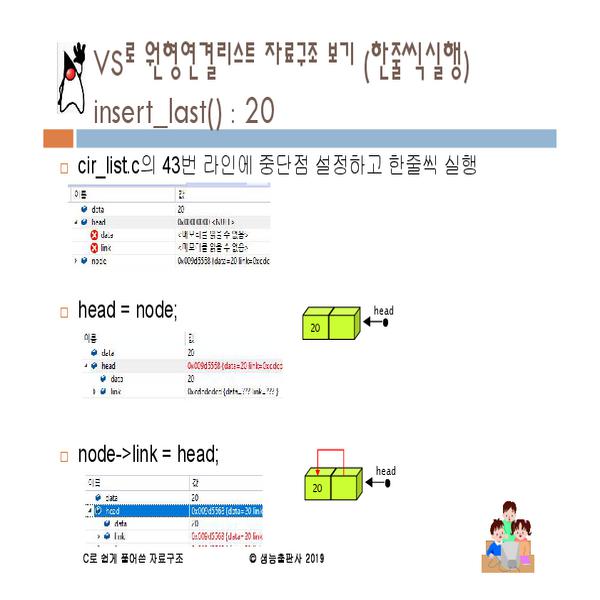 VS로 원형연결리스트 자료구조 보기 (한줄씩실행)
insert_last() : 20
cir_list.c의 43번 라인에 중단점 설정하고 한줄씩 실행
이름 값
data 20
head 0x00000000 <NULL>
data <메모리를 읽을 수 없음>
link <메모리를 읽을 수 없음>
node 0x009d5558 {data=20 link=0xcdc
head = node;
head
20
이름 값
data 20
head 0x009d5558 {data=20 link=0xcdcdcd
data 20
link 0xcdcdcdcd {data=??? link=??? }
node->link = head;
head
20
이름 값
data 20
head 0x009d5558 {data=20 link
data 20
link 0x009d5558 {data=20 link
C로 쉽게 풀어쓴 자료구조 © 생능출판사 2019